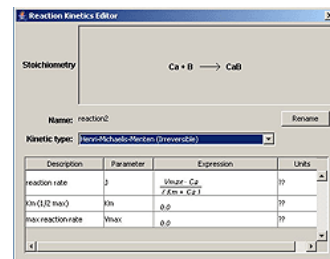 Reaction Kinetics Editor
Stoichiometry
Ca + B ⟶ CaB
Name: reaction2 Rename
Kinetic type: Henri-Michaelis-Menten (Irreversible)
Description Parameter Expression Units
reaction rate J Vmax · Ca / ( Km + Ca ) ??
Km (1/2 max) Km 0.0 ??
max reaction rate Vmax 0.0 ??